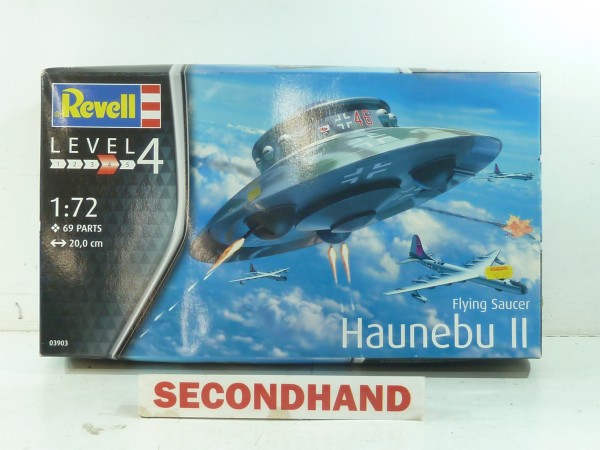 Revell
LEVEL 4
1 2 3 4 5
1:72
69 PARTS
20,0 cm
03903
46
Flying Saucer
Haunebu II
SECONDHAND